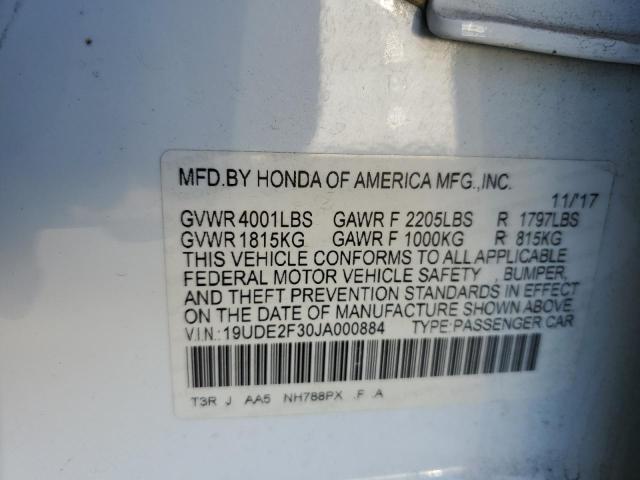 MFD.BY HONDA OF AMERICA MFG.,INC.
11/'17
GVWR 4001LBS GAWR F 2205LBS R 1797LBS
GVWR 1815KG GAWR F 1000KG R 815KG
THIS VEHICLE CONFORMS TO ALL APPLICABLE
FEDERAL MOTOR VEHICLE SAFETY , BUMPER,
AND THEFT PREVENTION STANDARDS IN EFFECT
ON THE DATE OF MANUFACTURE SHOWN ABOVE.
V.I.N.: 19UDE2F30JA000884 TYPE:PASSENGER CAR
T3R J AA5 NH788PX .F .A